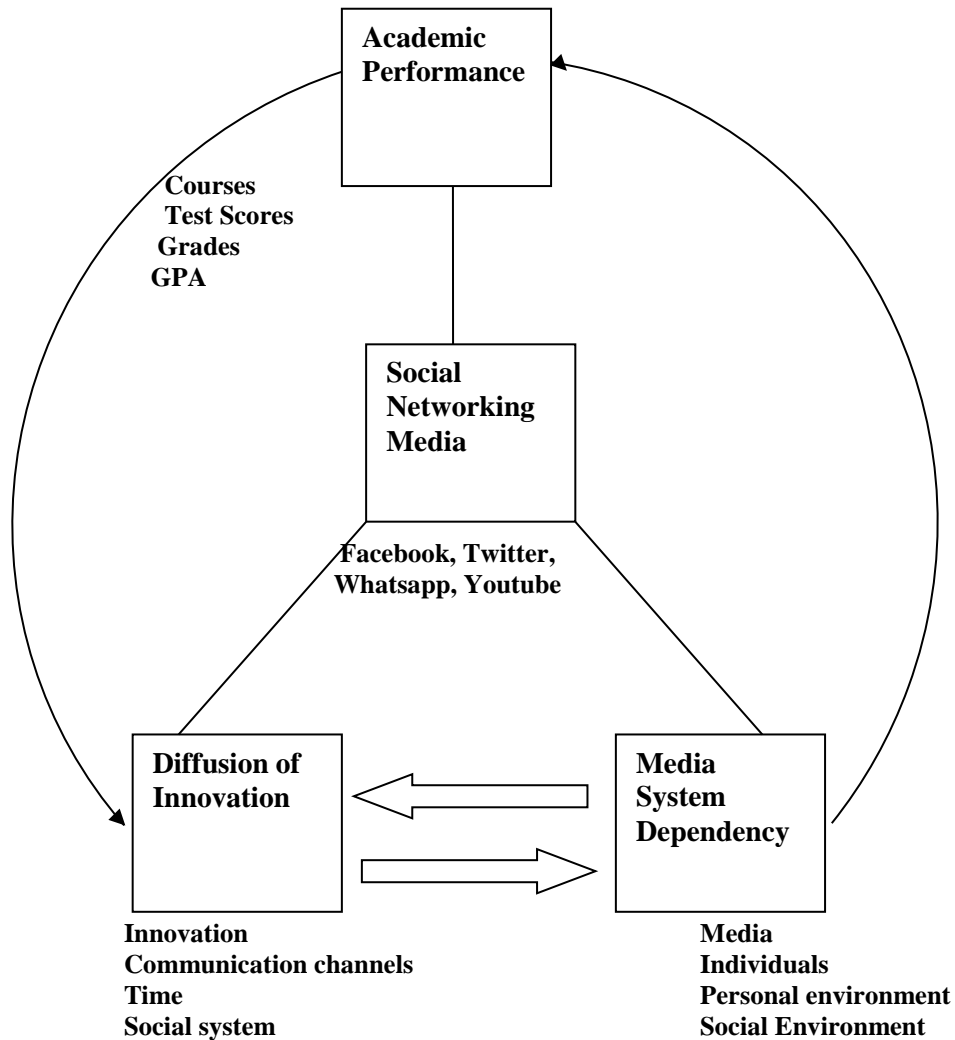 Academic
Performance
Courses
Test Scores
Grades
GPA
Social
Networking
Media
Facebook, Twitter,
Whatsapp, Youtube
Diffusion of
Innovation
Media
System
Dependency
Innovation
Communication channels
Time
Social system
Media
Individuals
Personal environment
Social Environment